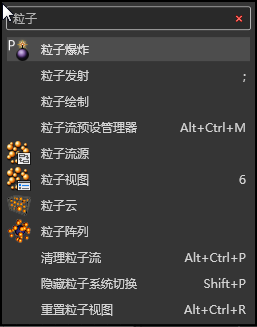 粒子
粒子爆炸
粒子发射 ;
粒子绘制
粒子流预设管理器 Alt+Ctrl+M
粒子流源
粒子视图 6
粒子云
粒子阵列
清理粒子流 Alt+Ctrl+P
隐藏粒子系统切换 Shift+P
重置粒子视图 Alt+Ctrl+R